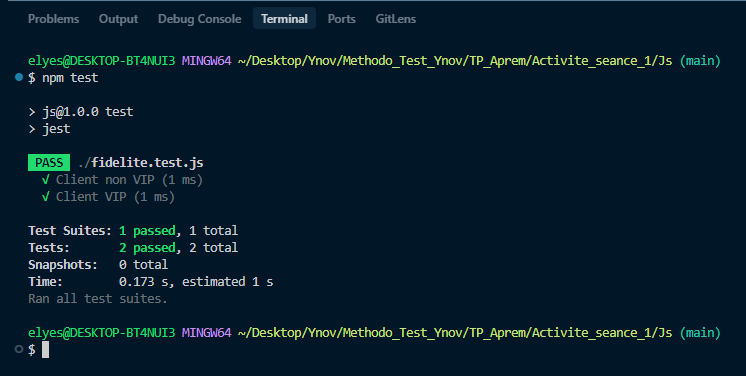 Problems Output Debug Console Terminal Ports GitLens
elyes@DESKTOP-BT4NUI3 MINGW64 ~/Desktop/Ynov/Methodo_Test_Ynov/TP_Aprem/Activite_seance_1/Js (main)
$ npm test
> js@1.0.0 test
> jest
PASS ./fidelite.test.js
√ Client non VIP (1 ms)
√ Client VIP (1 ms)
Test Suites: 1 passed, 1 total
Tests: 2 passed, 2 total
Snapshots: 0 total
Time: 0.173 s, estimated 1 s
Ran all test suites.
elyes@DESKTOP-BT4NUI3 MINGW64 ~/Desktop/Ynov/Methodo_Test_Ynov/TP_Aprem/Activite_seance_1/Js (main)
$